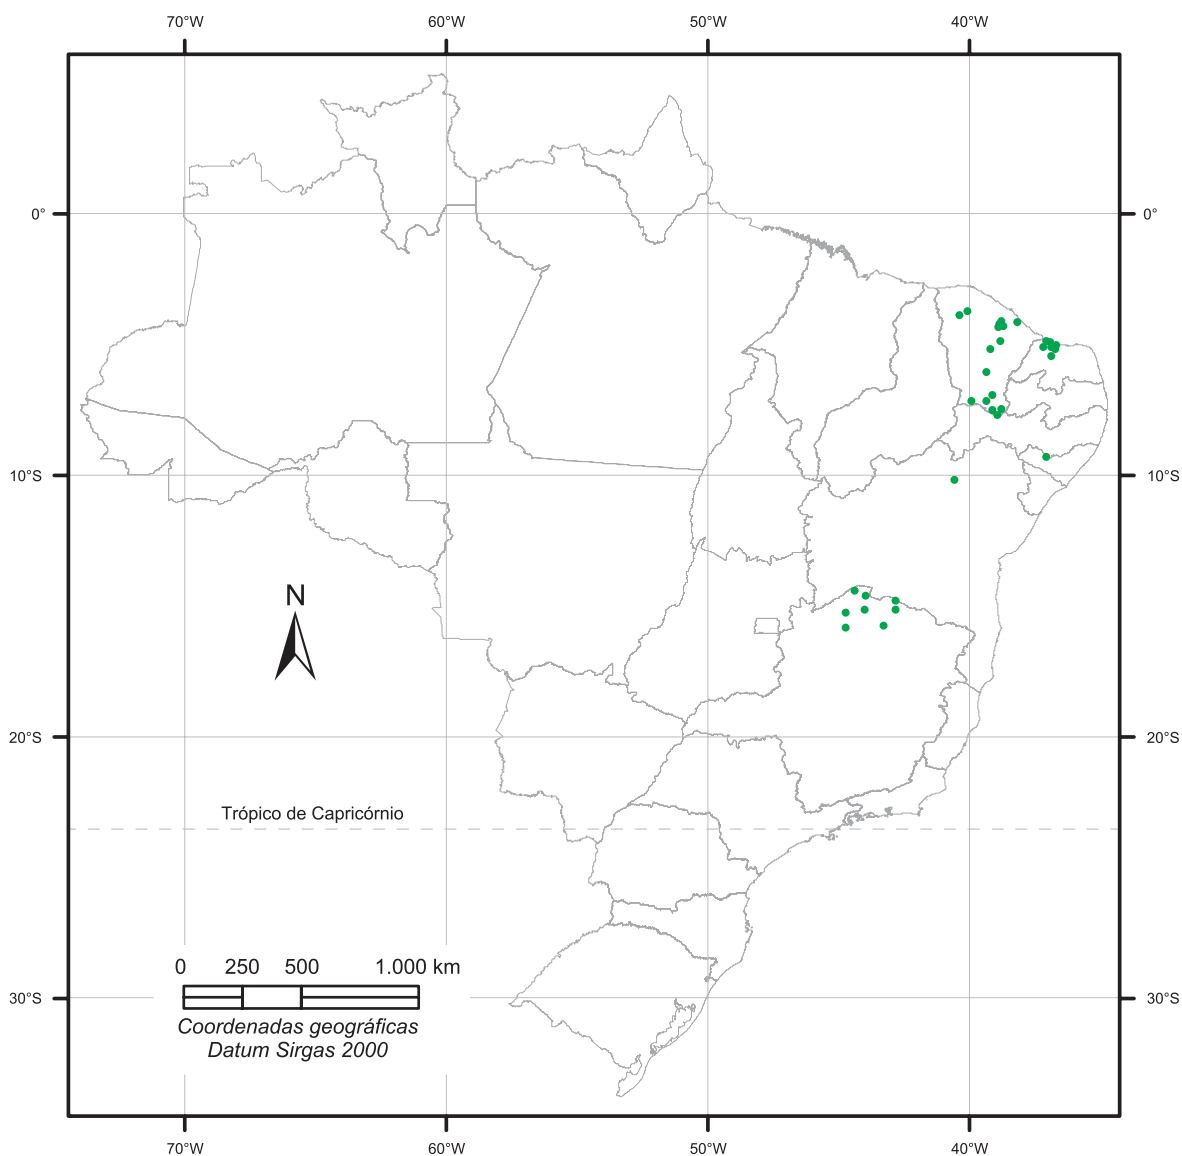 70°W 60°W 50°W 40°W
0° 0°
10°S 10°S
N
20°S 20°S
Trópico de Capricórnio
0 250 500 1.000 km
30°S 30°S
Coordenadas geográficas
Datum Sirgas 2000
70°W 60°W 50°W 40°W